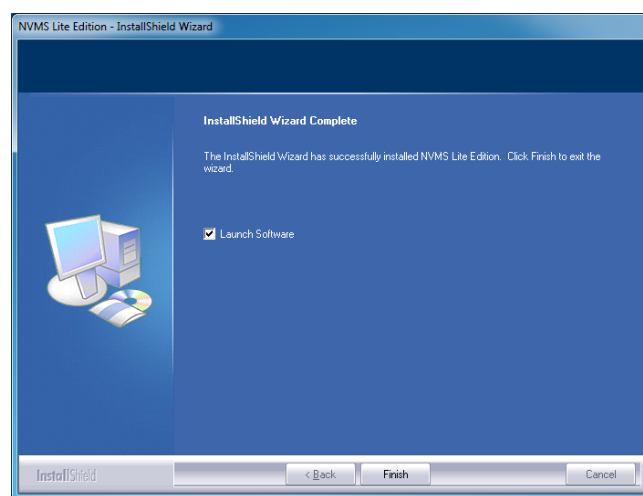 NVMS Lite Edition - InstallShield Wizard
InstallShield Wizard Complete
The InstallShield Wizard has successfully installed NVMS Lite Edition. Click Finish to exit the
wizard.
Launch Software
InstallShield
< Back
Finish
Cancel